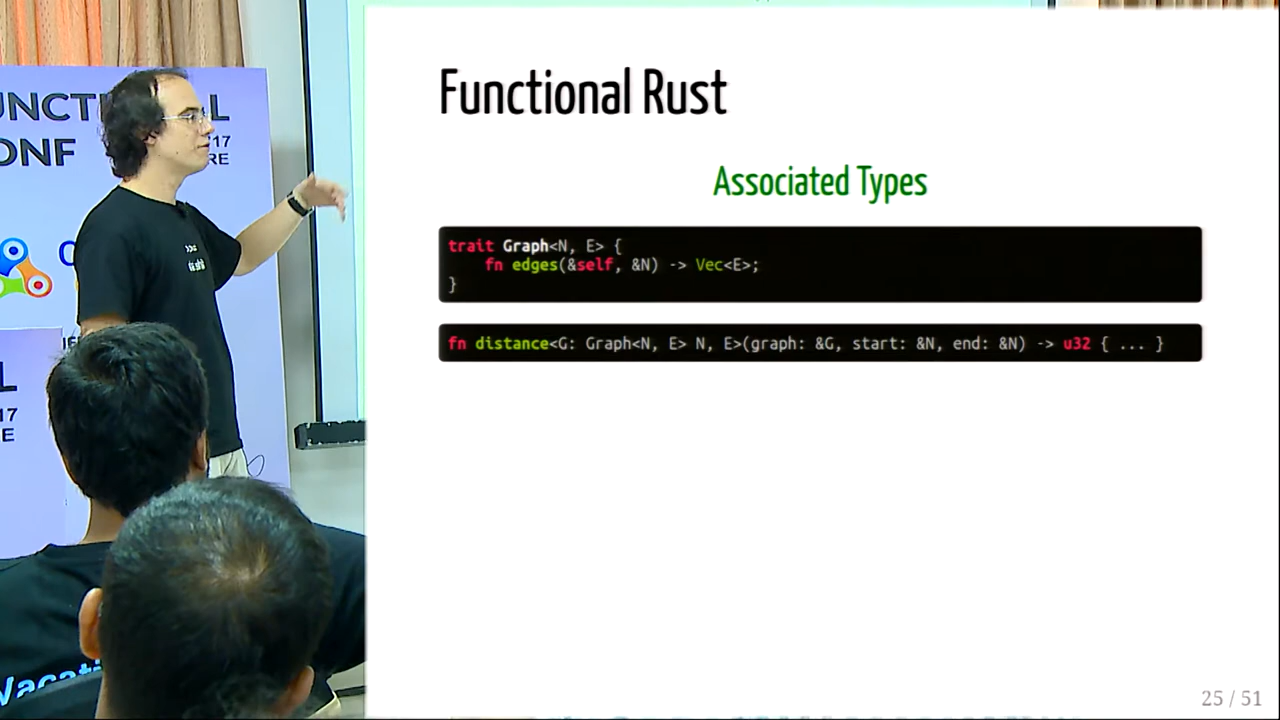 UNCTI L
ONF
'17
RE
Functional Rust
Associated Types
trait Graph<N, E> {
fn edges(&self, &N) -> Vec<E>;
}
fn distance<G: Graph<N, E> N, E>(graph: &G, start: &N, end: &N) -> u32 { ... }
L
17
E
Vacati
25 / 51